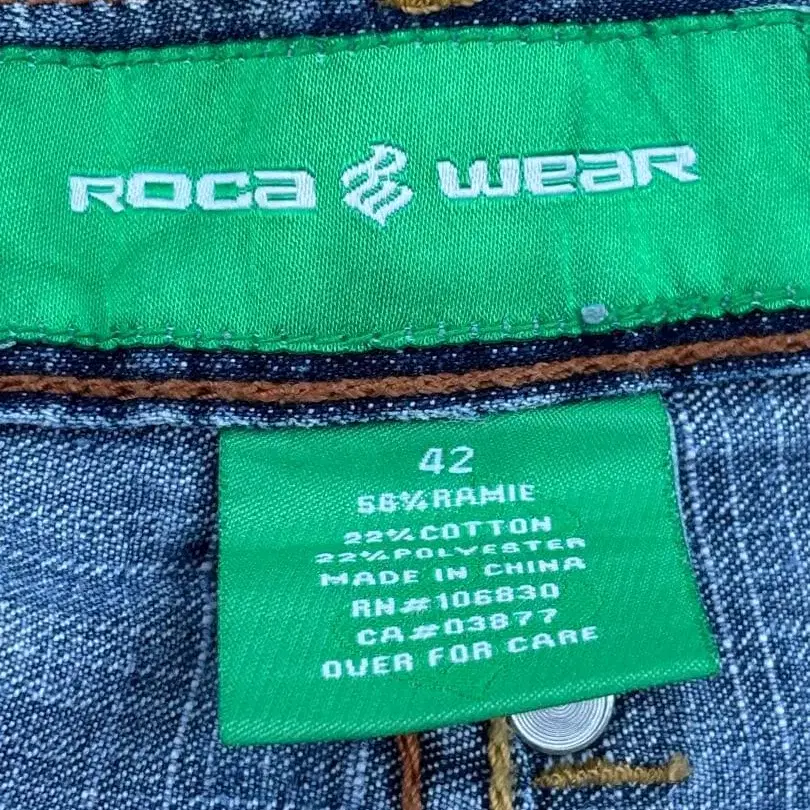 ROCA WEAR
42
56%RAMIE
22%COTTON
22%POLYESTER
MADE IN CHINA
RN#106830
CA#03877
OVER FOR CARE